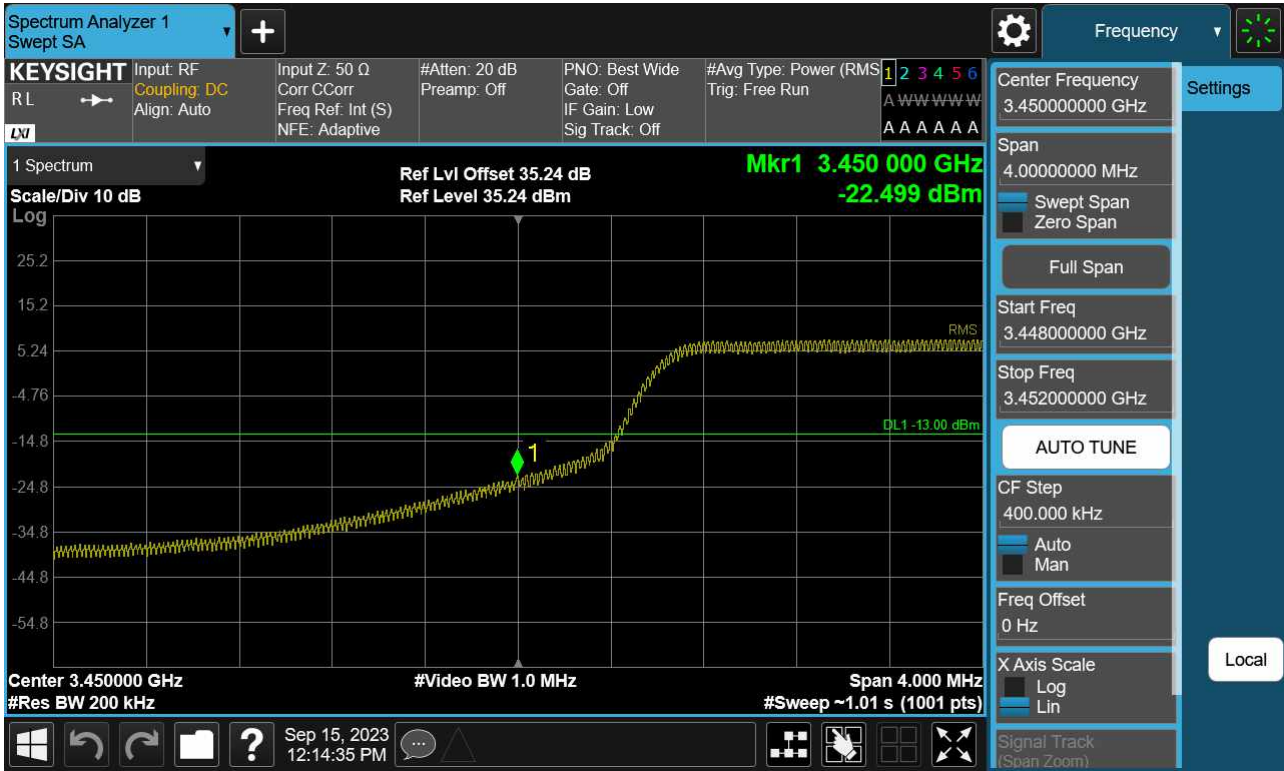 Spectrum Analyzer 1
Swept SA
Frequency
KEYSIGHT
RL
LXI
Input: RF
Coupling: DC
Align: Auto
Input Z: 50 Ω
Corr CCorr
Freq Ref: Int (S)
NFE: Adaptive
#Atten: 20 dB
Preamp: Off
PNO: Best Wide
Gate: Off
IF Gain: Low
Sig Track: Off
#Avg Type: Power (RMS
Trig: Free Run
1 2 3 4 5 6
A W W W W W
A A A A A A
1 Spectrum
Scale/Div 10 dB
Log
Ref Lvl Offset 35.24 dB
Ref Level 35.24 dBm
Mkr1 3.450 000 GHz
-22.499 dBm
25.2
15.2
5.24
-4.76
-14.8
-24.8
-34.8
-44.8
-54.8
RMS
DL1 -13.00 dBm
1
Center 3.450000 GHz
#Video BW 1.0 MHz
Span 4.000 MHz
#Res BW 200 kHz
#Sweep ~1.01 s (1001 pts)
Center Frequency
3.450000000 GHz
Settings
Span
4.00000000 MHz
Swept Span
Zero Span
Full Span
Start Freq
3.448000000 GHz
Stop Freq
3.452000000 GHz
AUTO TUNE
CF Step
400.000 kHz
Auto
Man
Freq Offset
0 Hz
X Axis Scale
Log
Lin
Local
Signal Track
(Span Zoom)
?
Sep 15, 2023
12:14:35 PM